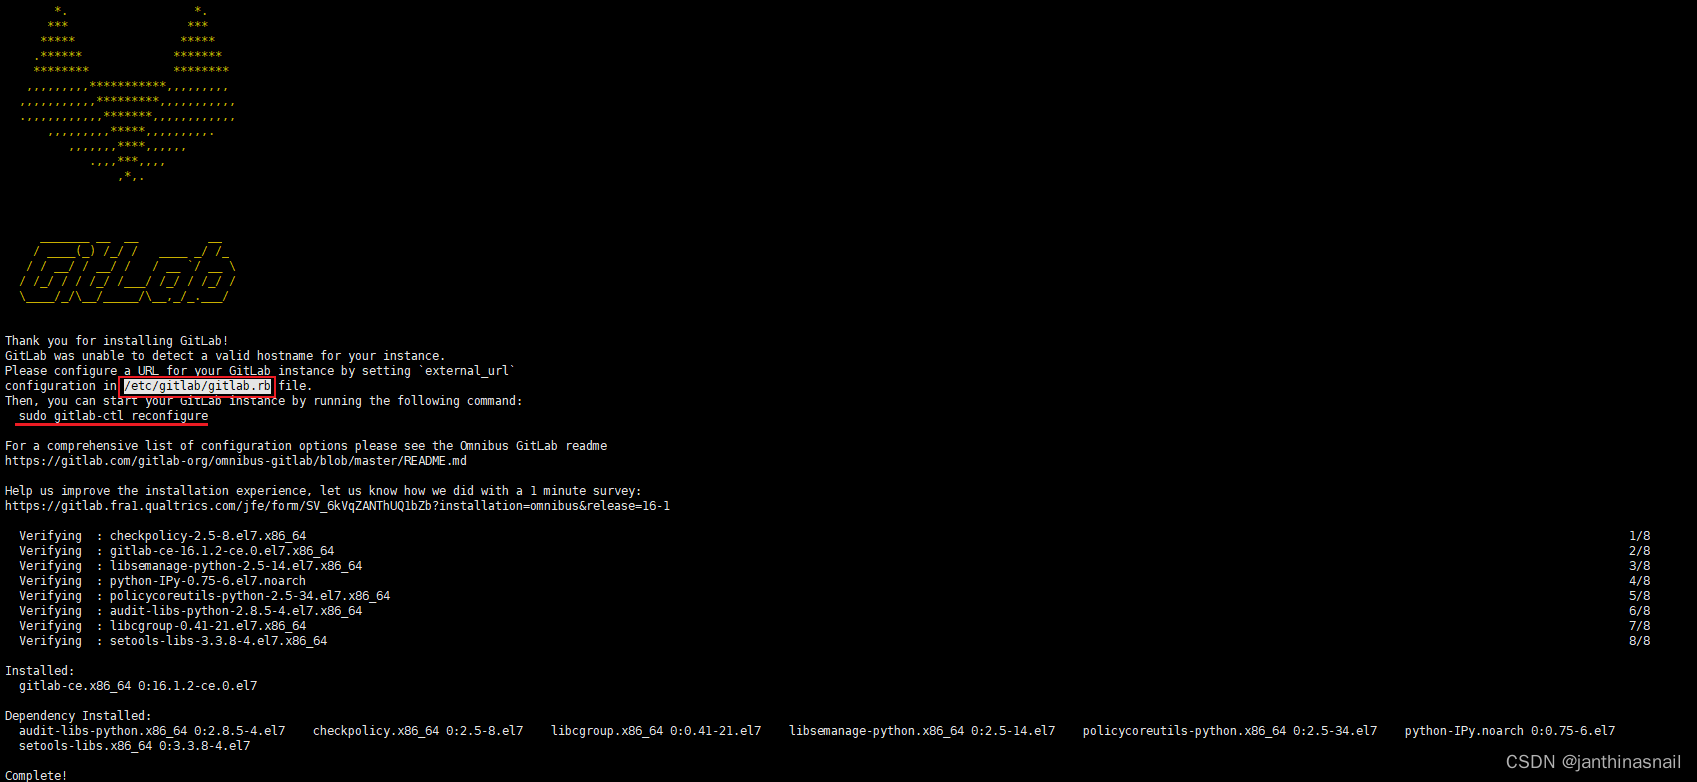 Thank you for installing GitLab!
GitLab was unable to detect a valid hostname for your instance.
Please configure a URL for your GitLab instance by setting `external_url`
configuration in /etc/gitlab/gitlab.rb file.
Then, you can start your GitLab instance by running the following command:
sudo gitlab-ctl reconfigure
For a comprehensive list of configuration options please see the Omnibus GitLab readme
https://gitlab.com/gitlab-org/omnibus-gitlab/blob/master/README.md
Help us improve the installation experience, let us know how we did with a 1 minute survey:
https://gitlab.fra1.qualtrics.com/jfe/form/SV_6kVqZANThUQ1bZb?installation=omnibus&release=16-1
Verifying  : checkpolicy-2.5-8.el7.x86_64 1/8
Verifying  : gitlab-ce-16.1.2-ce.0.el7.x86_64 2/8
Verifying  : libsemanage-python-2.5-14.el7.x86_64 3/8
Verifying  : python-IPy-0.75-6.el7.noarch 4/8
Verifying  : policycoreutils-python-2.5-34.el7.x86_64 5/8
Verifying  : audit-libs-python-2.8.5-4.el7.x86_64 6/8
Verifying  : libcgroup-0.41-21.el7.x86_64 7/8
Verifying  : setools-libs-3.3.8-4.el7.x86_64 8/8
Installed:
gitlab-ce.x86_64 0:16.1.2-ce.0.el7
Dependency Installed:
audit-libs-python.x86_64 0:2.8.5-4.el7 checkpolicy.x86_64 0:2.5-8.el7 libcgroup.x86_64 0:0.41-21.el7 libsemanage-python.x86_64 0:2.5-14.el7 policycoreutils-python.x86_64 0:2.5-34.el7 python-IPy.noarch 0:0.75-6.el7
setools-libs.x86_64 0:3.3.8-4.el7
Complete!
CSDN @janthinasnail